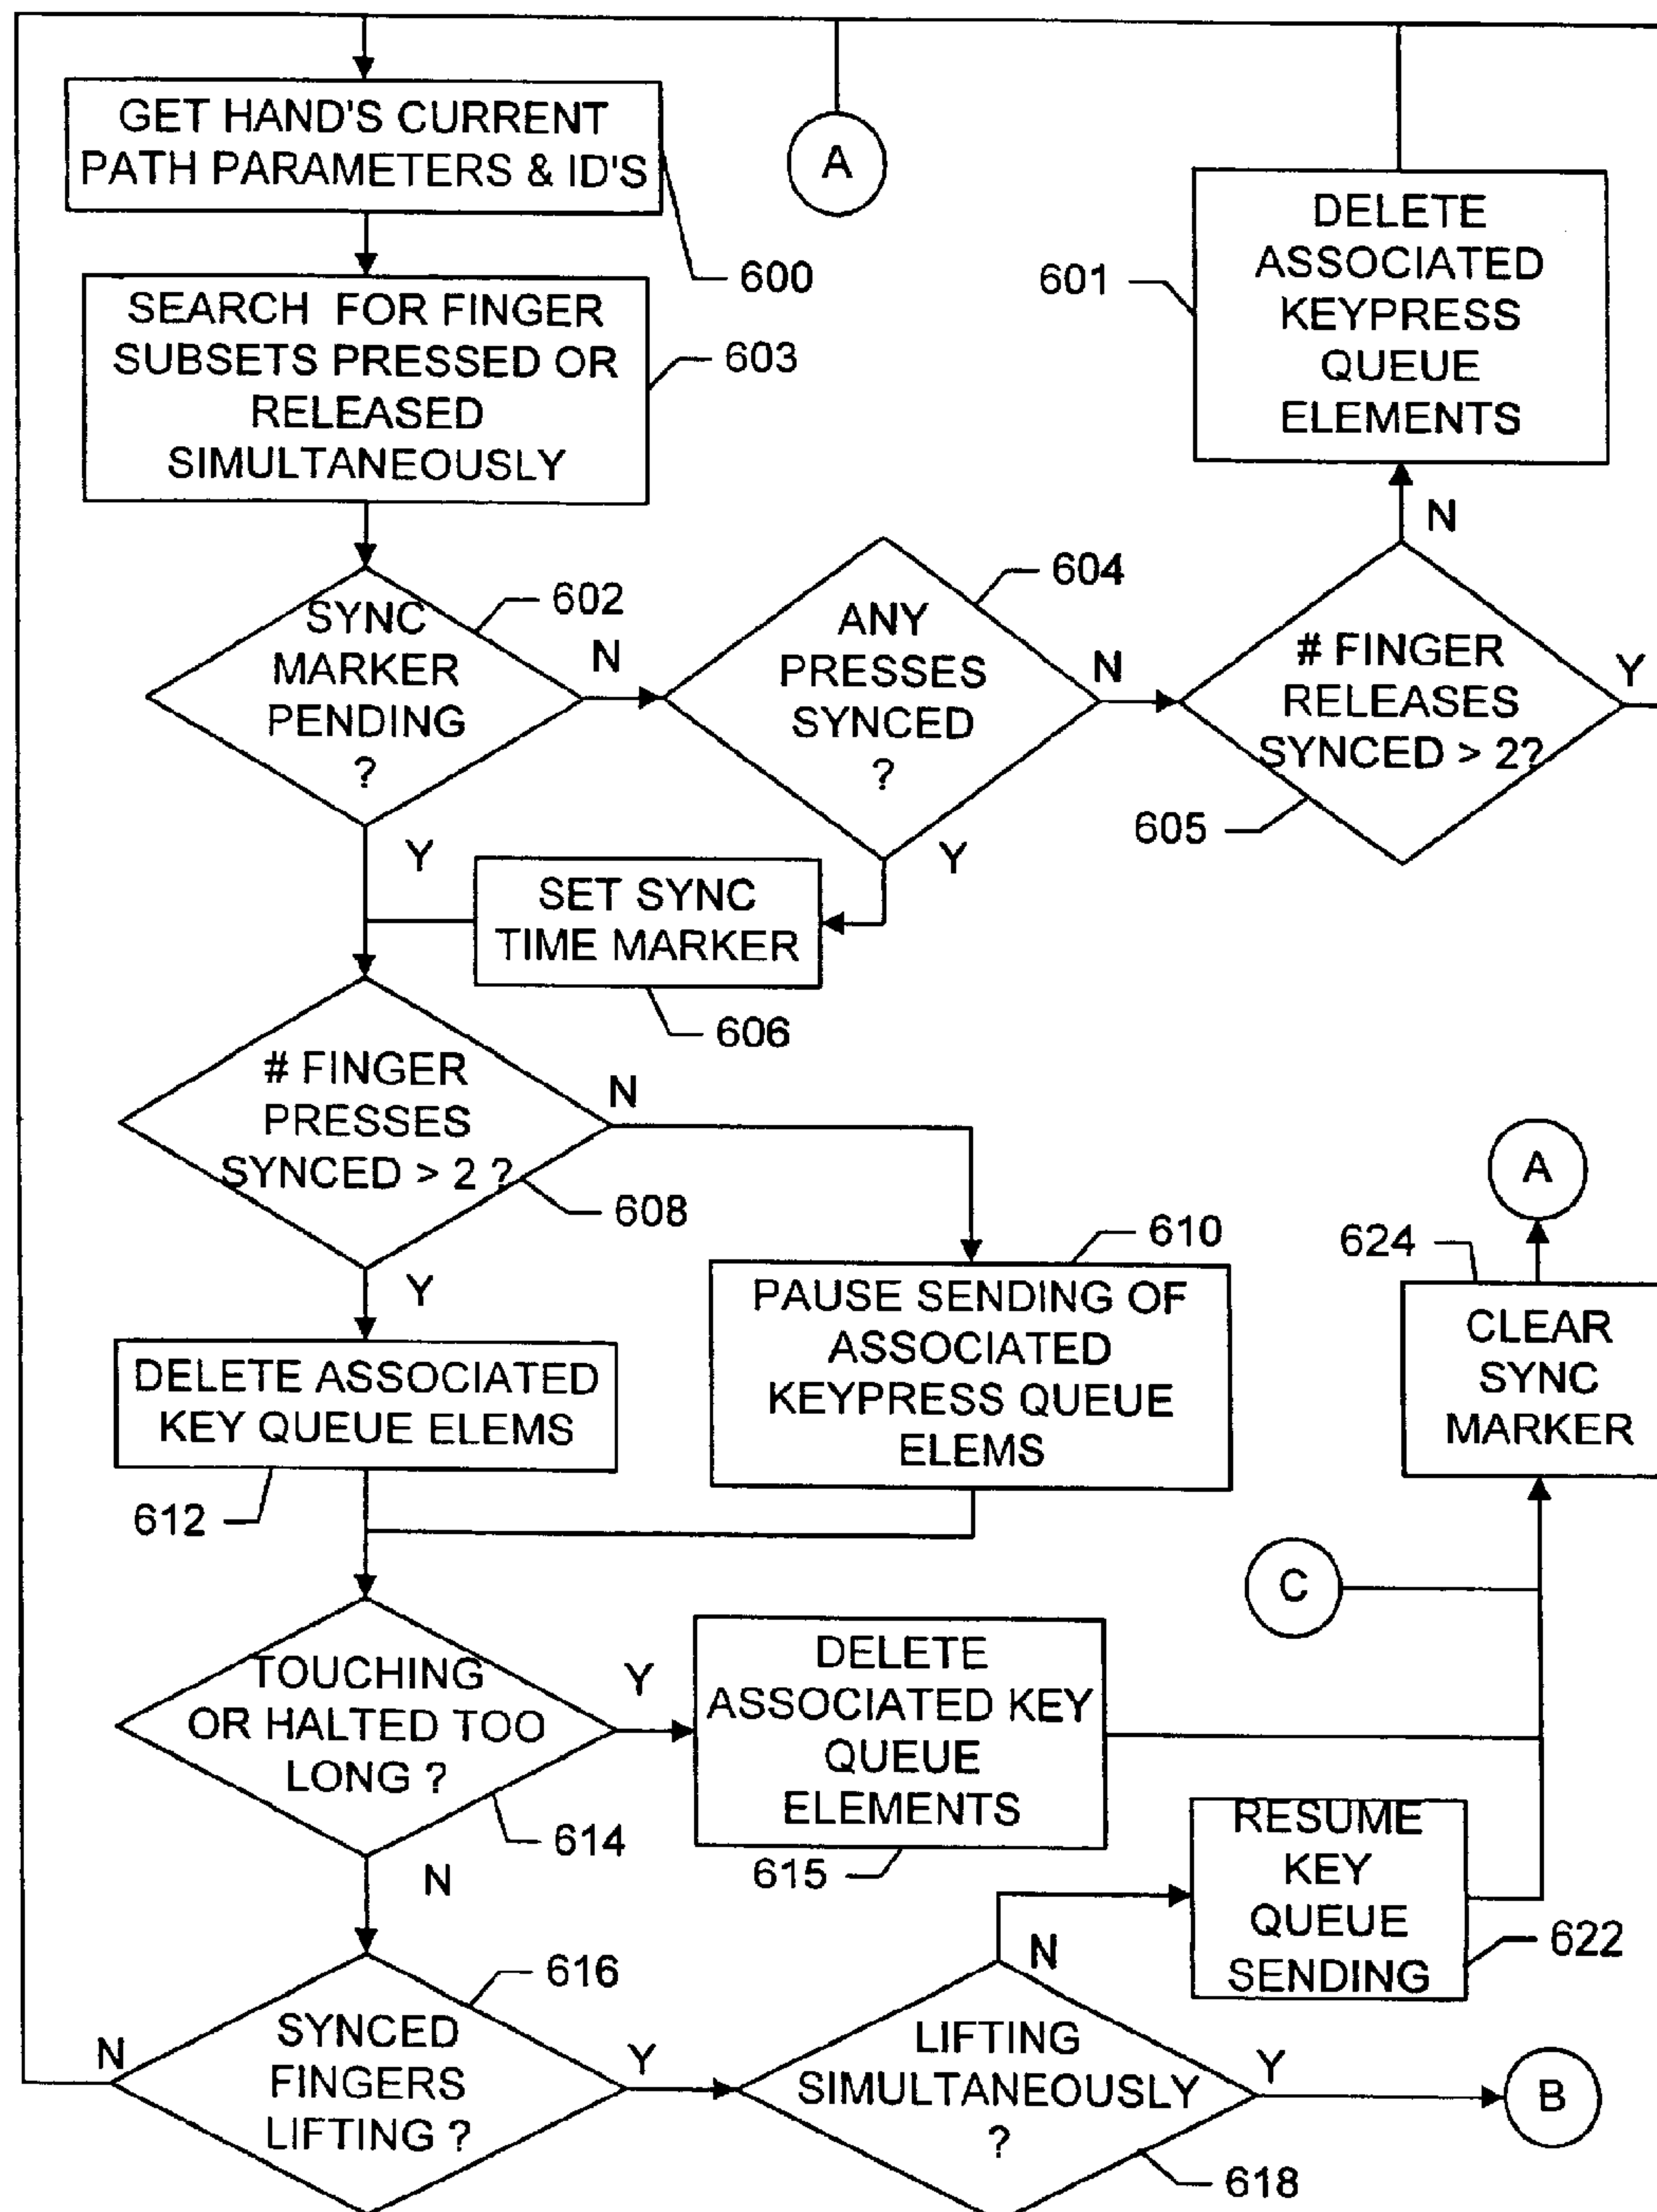 GET HAND'S CURRENT
PATH PARAMETERS & ID'S
600
A
DELETE
ASSOCIATED
KEYPRESS
QUEUE
ELEMENTS
601
SEARCH FOR FINGER
SUBSETS PRESSED OR
RELEASED
SIMULTANEOUSLY
603
SYNC
MARKER
PENDING
?
602
N
Y
ANY
PRESSES
SYNCED
?
604
N
Y
# FINGER
RELEASES
SYNCED > 2?
605
N
Y
SET SYNC
TIME MARKER
606
# FINGER
PRESSES
SYNCED > 2 ?
608
N
Y
610
PAUSE SENDING OF
ASSOCIATED
KEYPRESS QUEUE
ELEMS
DELETE ASSOCIATED
KEY QUEUE ELEMS
612
A
624
CLEAR
SYNC
MARKER
C
TOUCHING
OR HALTED TOO
LONG ?
614
Y
N
DELETE
ASSOCIATED KEY
QUEUE
ELEMENTS
615
RESUME
KEY
QUEUE
SENDING
622
SYNCED
FINGERS
LIFTING ?
616
N
Y
LIFTING
SIMULTANEOUSLY
?
618
N
Y
B